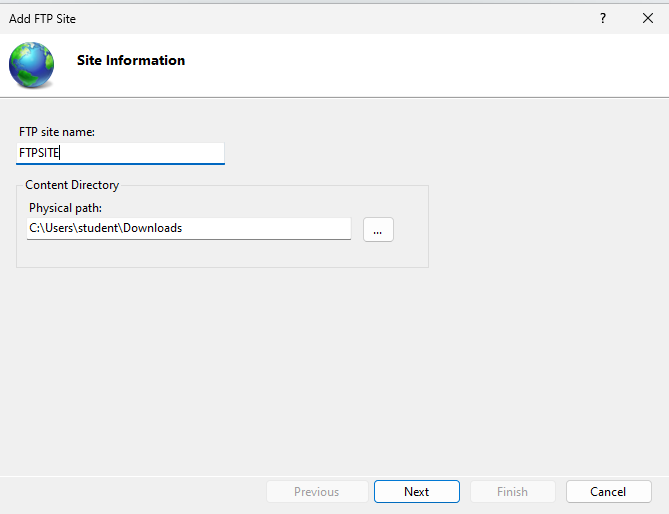 Add FTP Site
?
Site Information
FTP site name:
FTPSITE
Content Directory
Physical path:
C:\Users\student\Downloads
...
Previous
Next
Finish
Cancel